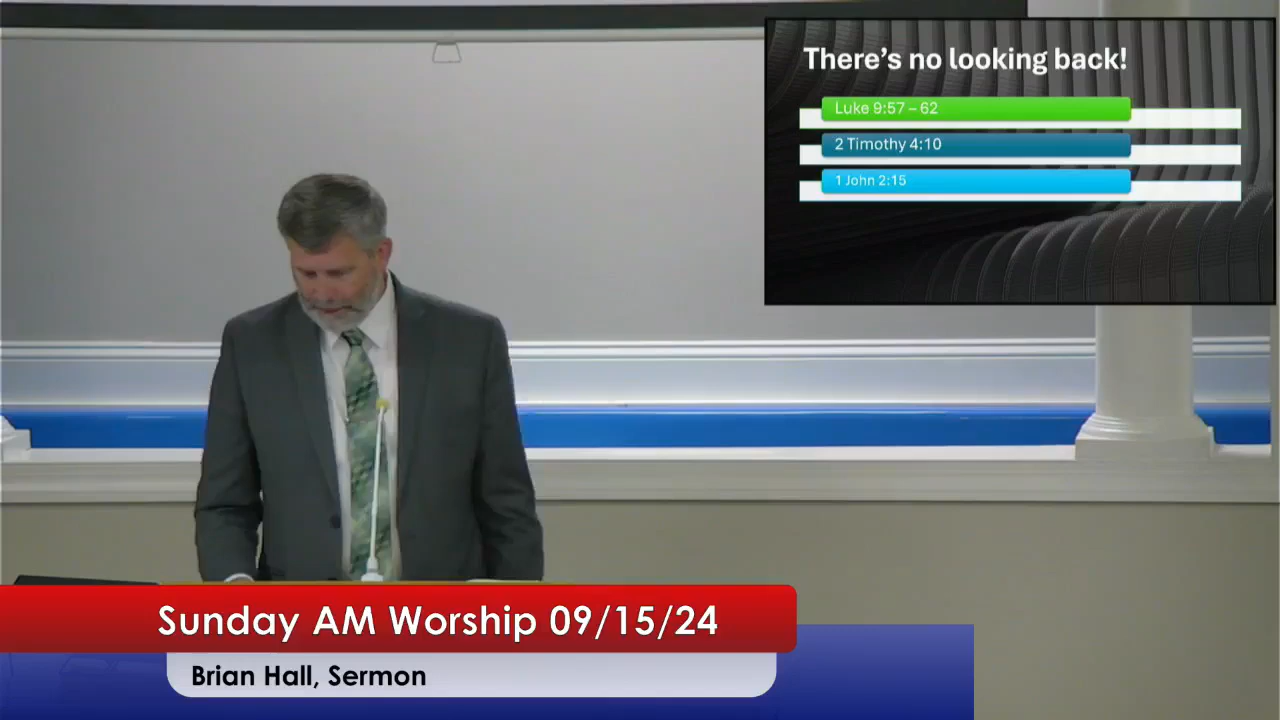 There's no looking back!
Luke 9:57 – 62
2 Timothy 4:10
1 John 2:15
Sunday AM Worship 09/15/24
Brian Hall, Sermon